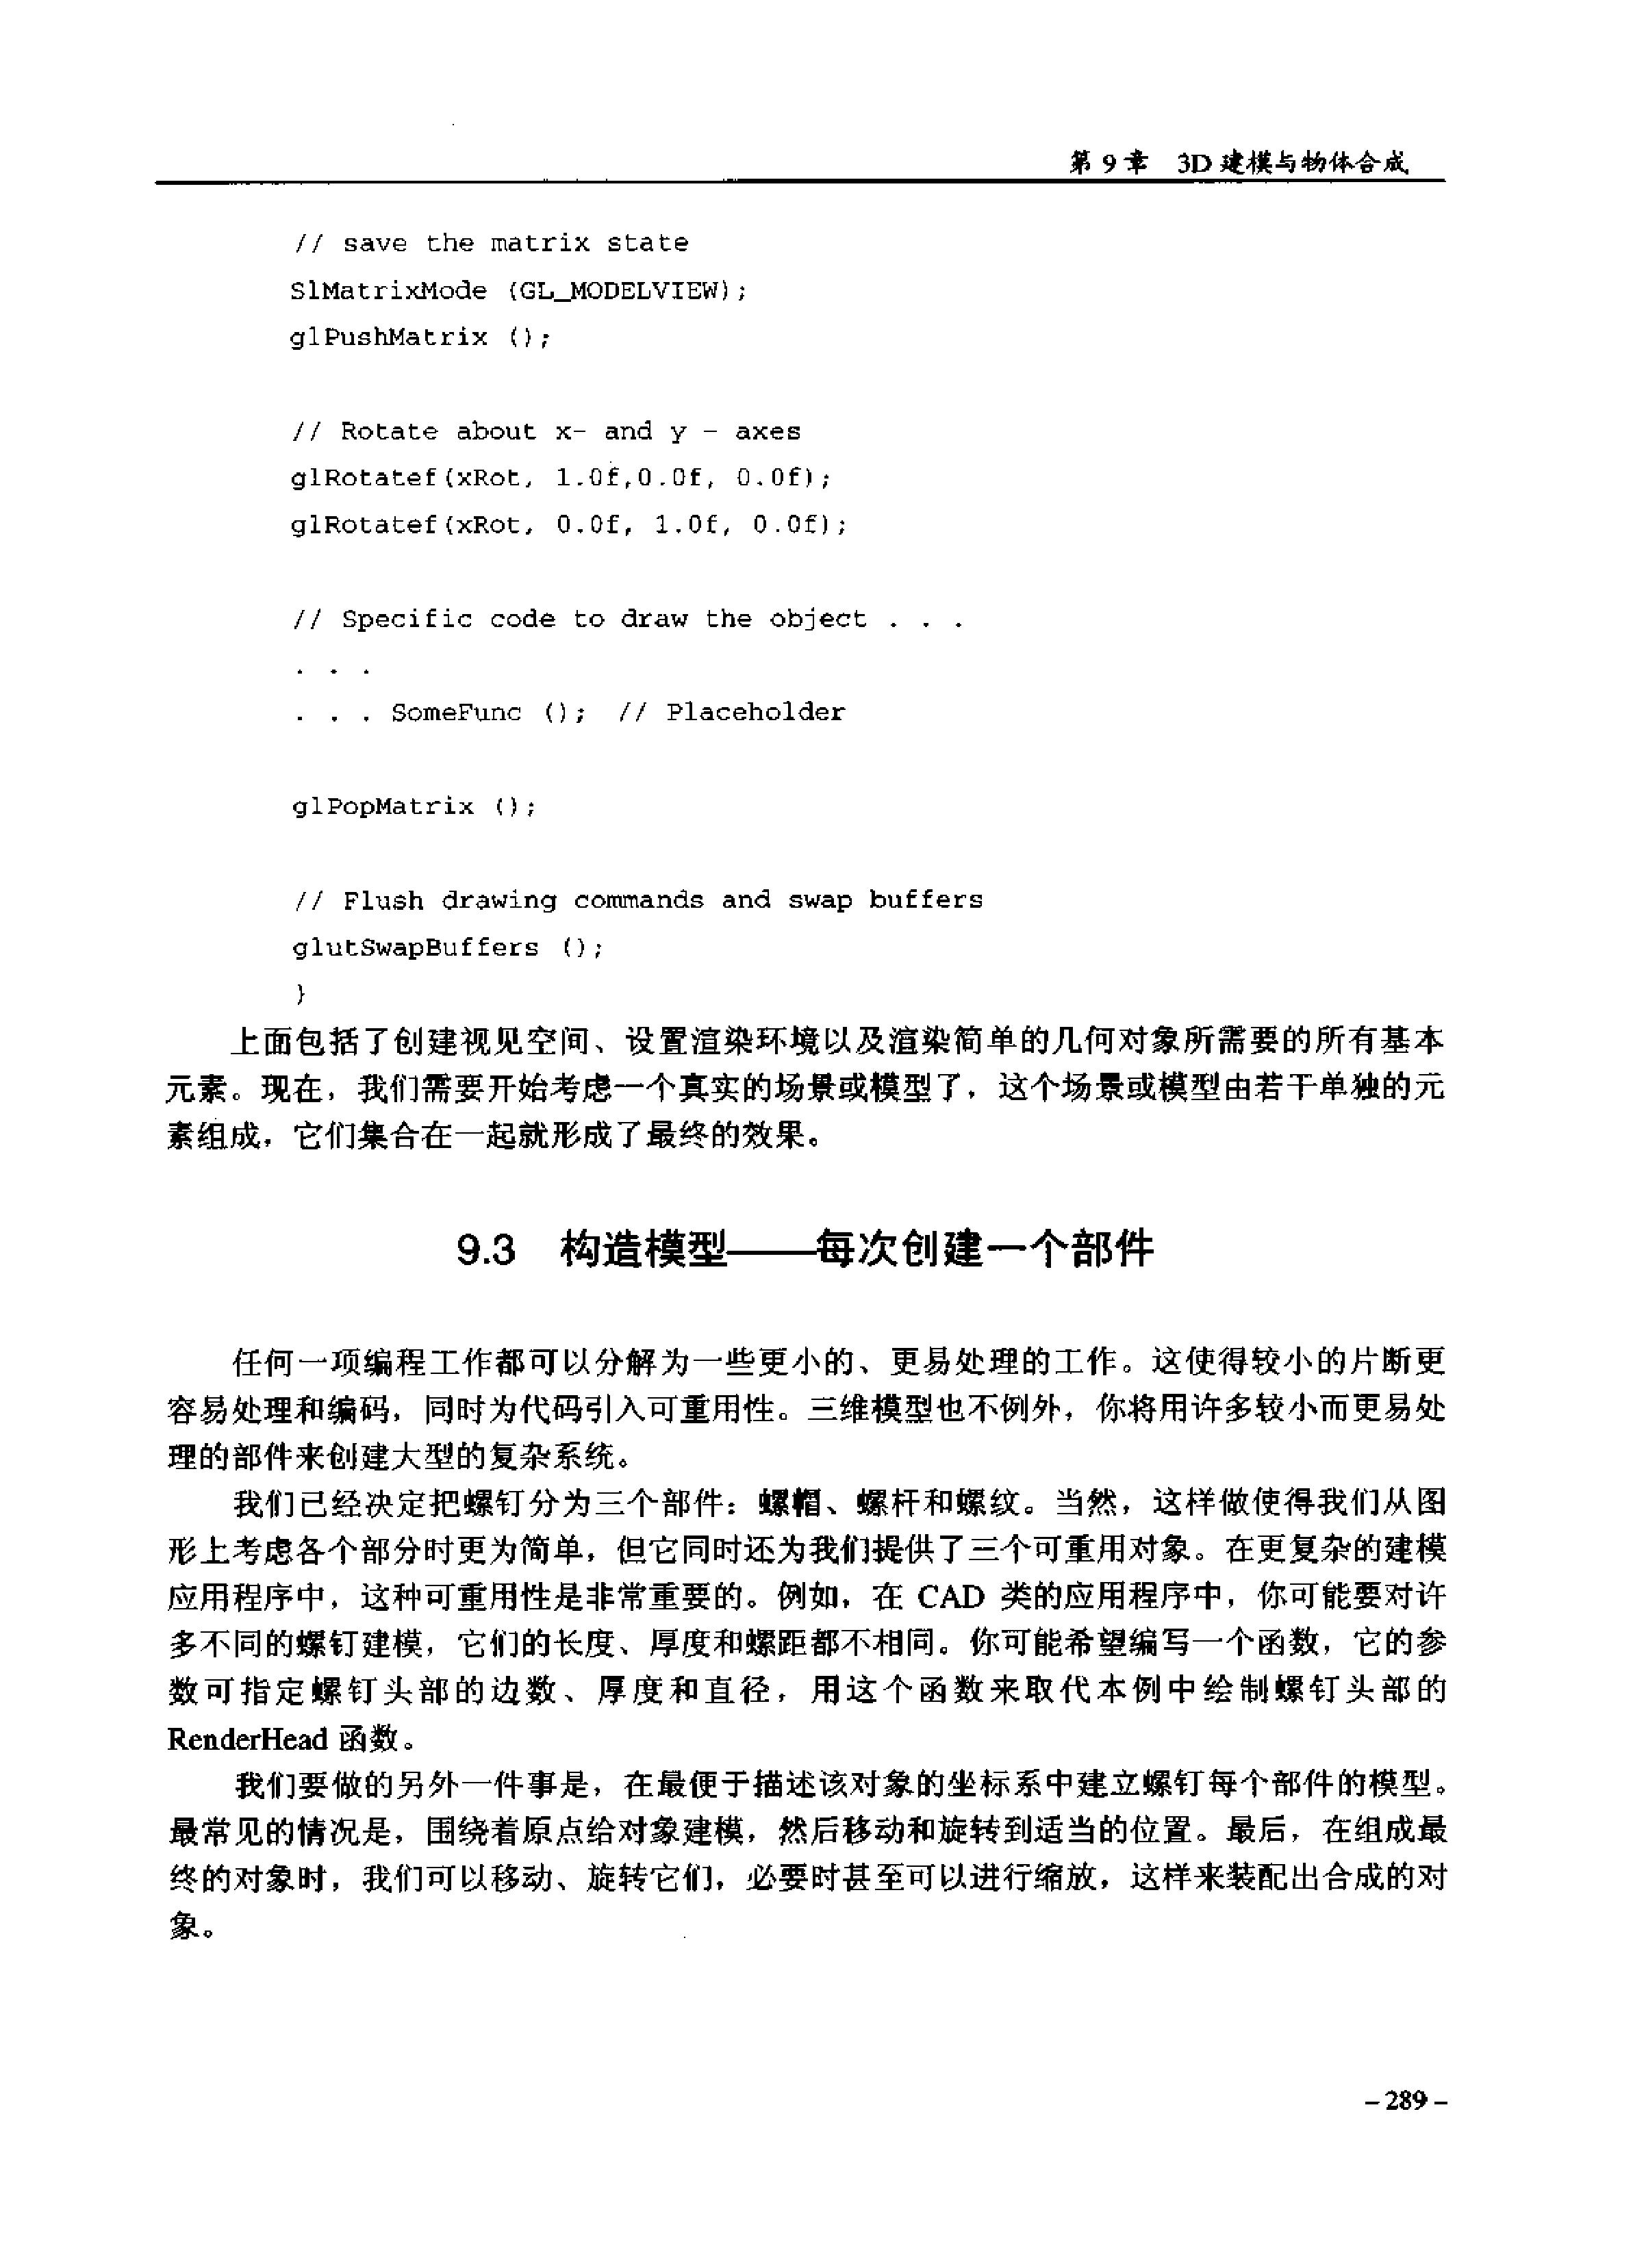 第 9 章　3D 建模与物体合成
// save the matrix state
SlMatrixMode (GL_MODELVIEW);
glPushMatrix ();
// Rotate about x- and y - axes
glRotatef(xRot, 1.0f,0.0f, 0.0f);
glRotatef(xRot, 0.0f, 1.0f, 0.0f);
// Specific code to draw the object . . .
. . .
. . . SomeFunc (); // Placeholder
glPopMatrix ();
// Flush drawing commands and swap buffers
glutSwapBuffers ();
}
上面包括了创建视见空间、设置渲染环境以及渲染简单的几何对象所需要的所有基本
元素。现在，我们需要开始考虑一个真实的场景或模型了，这个场景或模型由若干单独的元
素组成，它们集合在一起就形成了最终的效果。
9.3　构造模型——每次创建一个部件
任何一项编程工作都可以分解为一些更小的、更易处理的工作。这使得较小的片断更
容易处理和编码，同时为代码引入可重用性。三维模型也不例外，你将用许多较小而更易处
理的部件来创建大型的复杂系统。
我们已经决定把螺钉分为三个部件：螺帽、螺杆和螺纹。当然，这样做使得我们从图
形上考虑各个部分时更为简单，但它同时还为我们提供了三个可重用对象。在更复杂的建模
应用程序中，这种可重用性是非常重要的。例如，在 CAD 类的应用程序中，你可能要对许
多不同的螺钉建模，它们的长度、厚度和螺距都不相同。你可能希望编写一个函数，它的参
数可指定螺钉头部的边数、厚度和直径，用这个函数来取代本例中绘制螺钉头部的
RenderHead 函数。
我们要做的另外一件事是，在最便于描述该对象的坐标系中建立螺钉每个部件的模型。
最常见的情况是，围绕着原点给对象建模，然后移动和旋转到适当的位置。最后，在组成最
终的对象时，我们可以移动、旋转它们，必要时甚至可以进行缩放，这样来装配出合成的对
象。
– 289 –